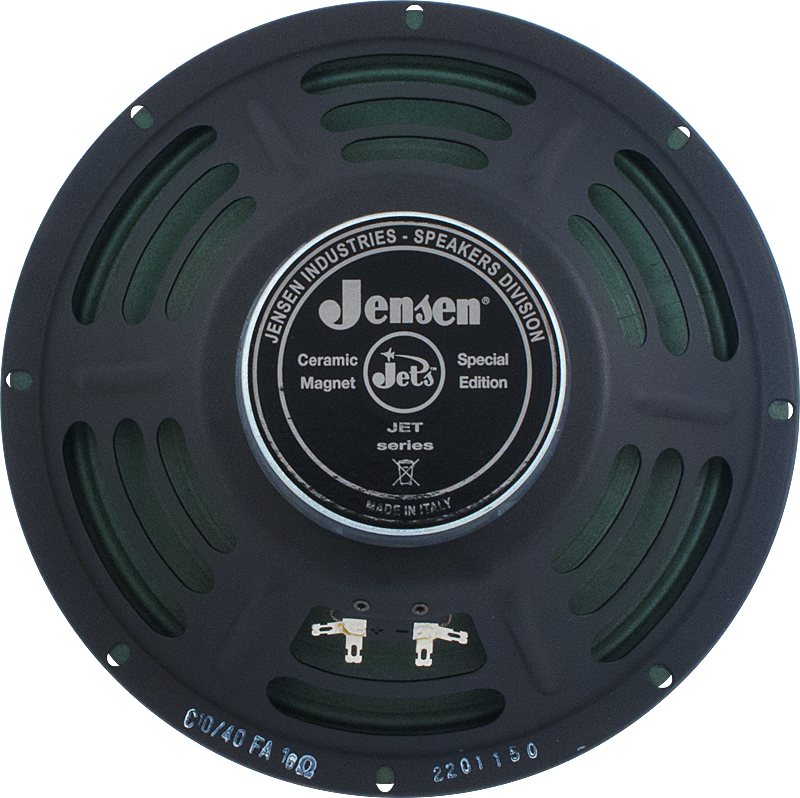 JENSEN INDUSTRIES - SPEAKERS DIVISION
Jensen®
Ceramic Magnet
Jets™
Special Edition
JET
series
MADE IN ITALY
C10/40 FA 16Ω
2201150